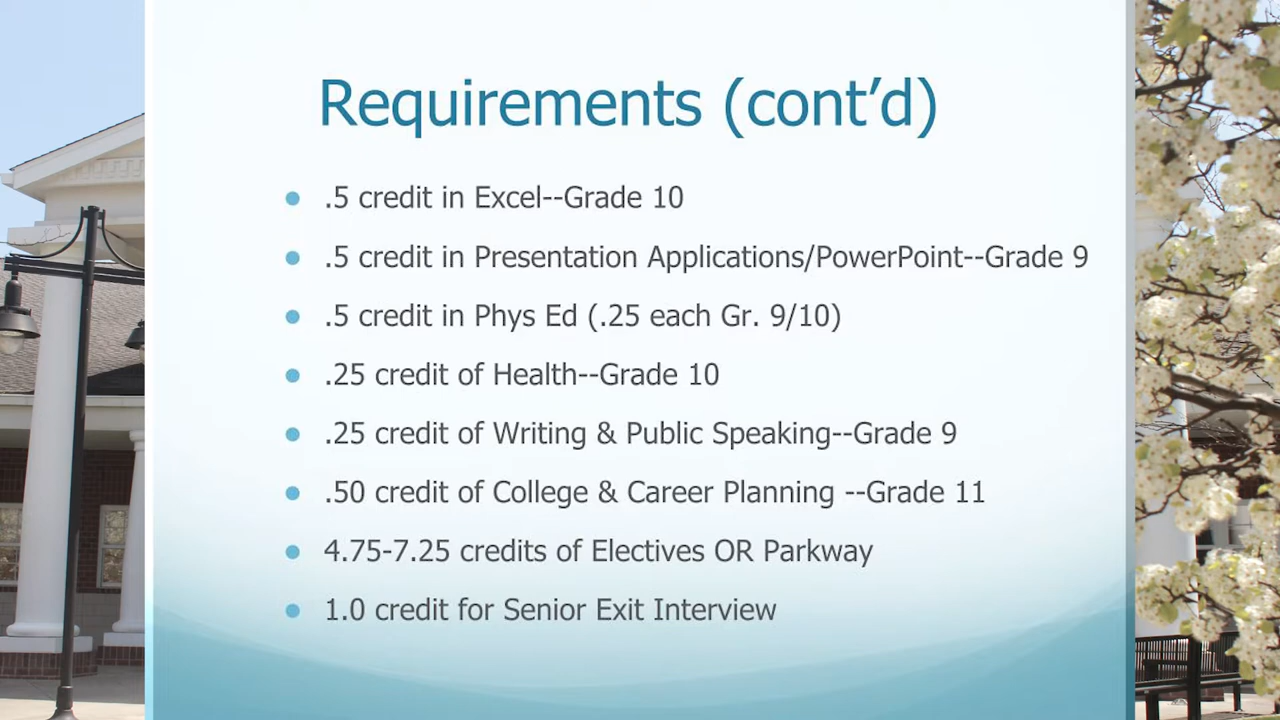 Requirements (cont’d)
.5 credit in Excel--Grade 10
.5 credit in Presentation Applications/PowerPoint--Grade 9
.5 credit in Phys Ed (.25 each Gr. 9/10)
.25 credit of Health--Grade 10
.25 credit of Writing & Public Speaking--Grade 9
.50 credit of College & Career Planning --Grade 11
4.75-7.25 credits of Electives OR Parkway
1.0 credit for Senior Exit Interview